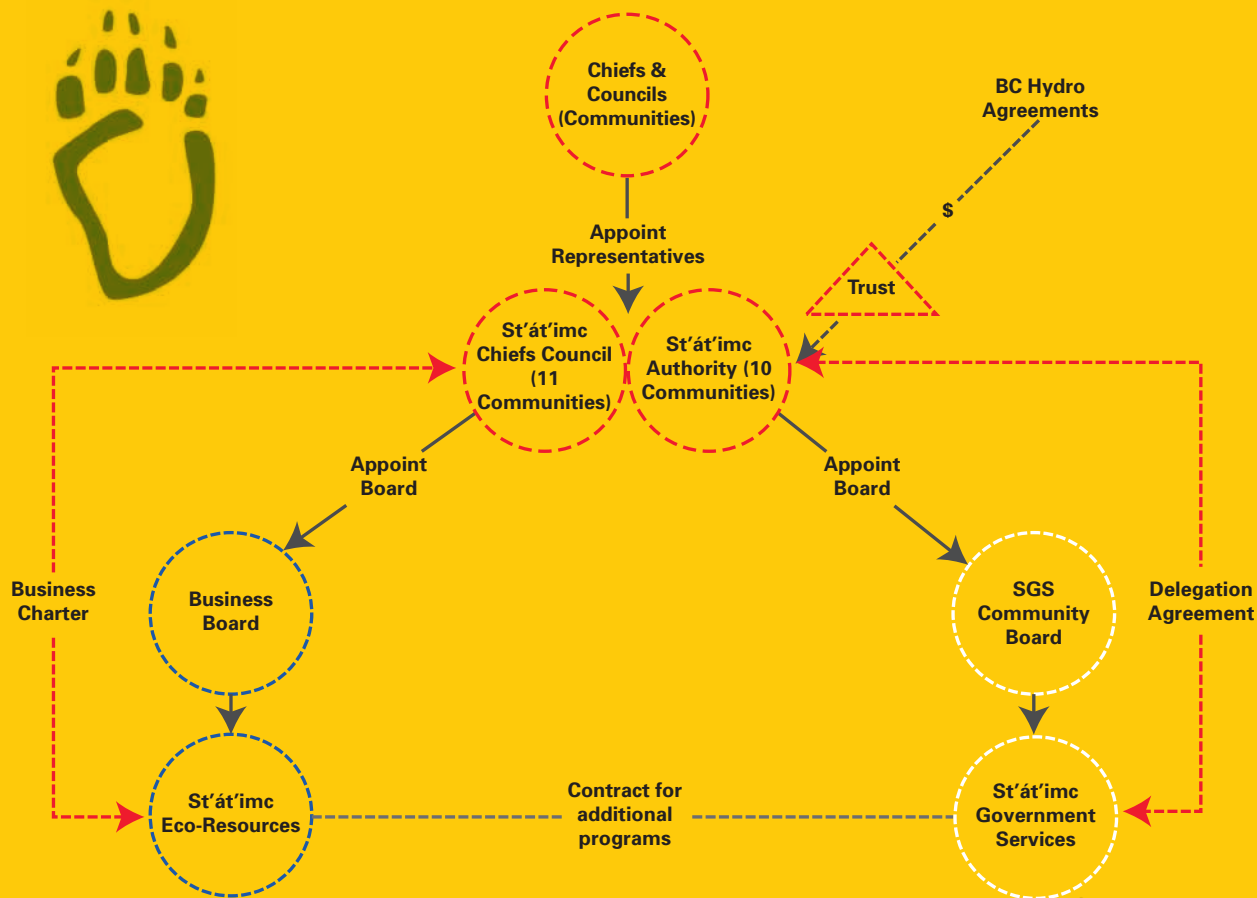 Chiefs &
Councils
(Communities)
BC Hydro
Agreements
$
Appoint
Representatives
Trust
St'át'imc
Chiefs Council
(11
Communities)
St'át'imc
Authority (10
Communities)
Appoint
Board
Appoint
Board
Business
Charter
Business
Board
SGS
Community
Board
Delegation
Agreement
St'át'imc
Eco-Resources
Contract for
additional
programs
St'át'imc
Government
Services